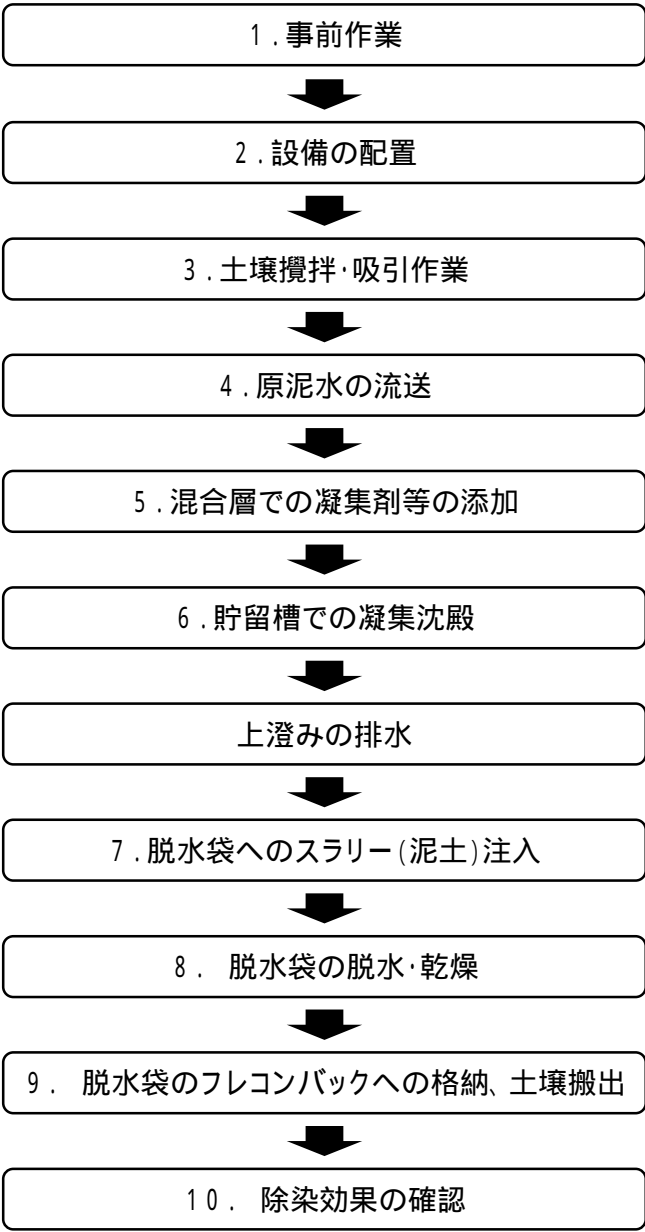 1．事前作業
2．設備の配置
3．土壌攪拌・吸引作業
4．原泥水の流送
5．混合層での凝集剤等の添加
6．貯留槽での凝集沈殿
上澄みの排水
7．脱水袋へのスラリー(泥土)注入
8． 脱水袋の脱水・乾燥
9． 脱水袋のフレコンバックへの格納、土壌搬出
10． 除染効果の確認